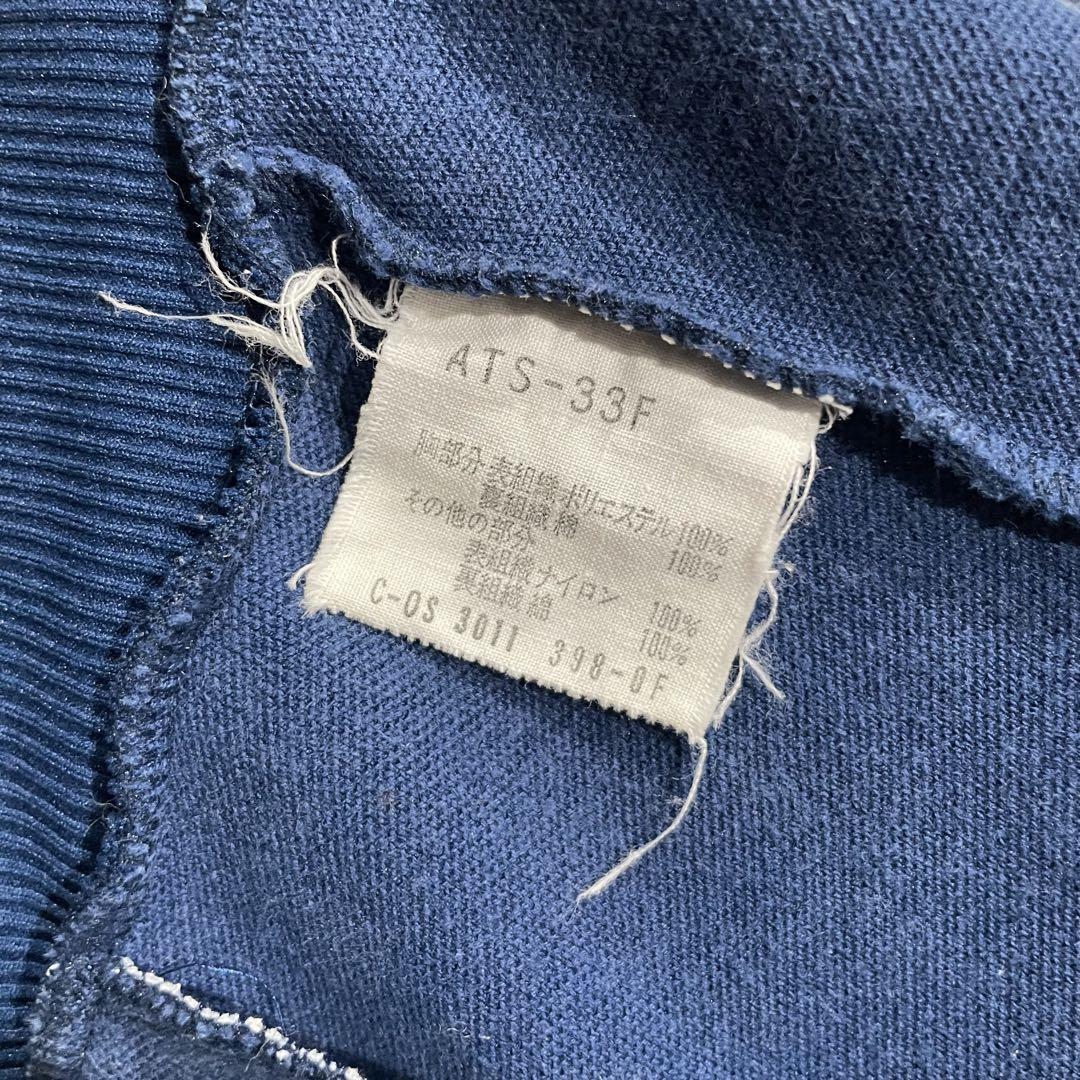 ATS-33F
胸部分 表組織 ポリエステル 100%
裏組織 綿 100%
その他の部分
表組織 ナイロン 100%
裏組織 綿 100%
C-OS 3011 398-0F